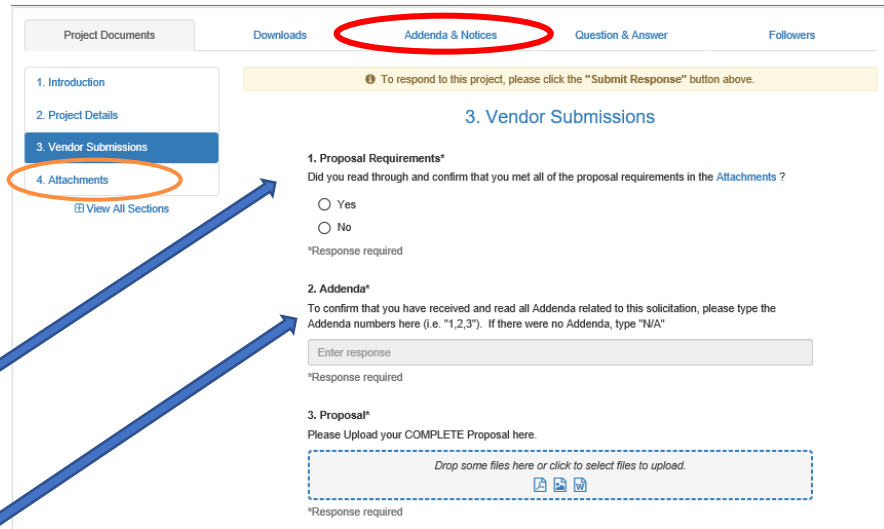 Project Documents
Downloads
Addenda & Notices
Question & Answer
Followers
1. Introduction
2. Project Details
3. Vendor Submissions
4. Attachments
View All Sections
To respond to this project, please click the "Submit Response" button above.
3. Vendor Submissions
1. Proposal Requirements*
Did you read through and confirm that you met all of the proposal requirements in the Attachments ?
Yes
No
*Response required
2. Addenda*
To confirm that you have received and read all Addenda related to this solicitation, please type the
Addenda numbers here (i.e. "1,2,3"). If there were no Addenda, type "N/A"
Enter response
*Response required
3. Proposal*
Please Upload your COMPLETE Proposal here.
Drop some files here or click to select files to upload.
*Response required